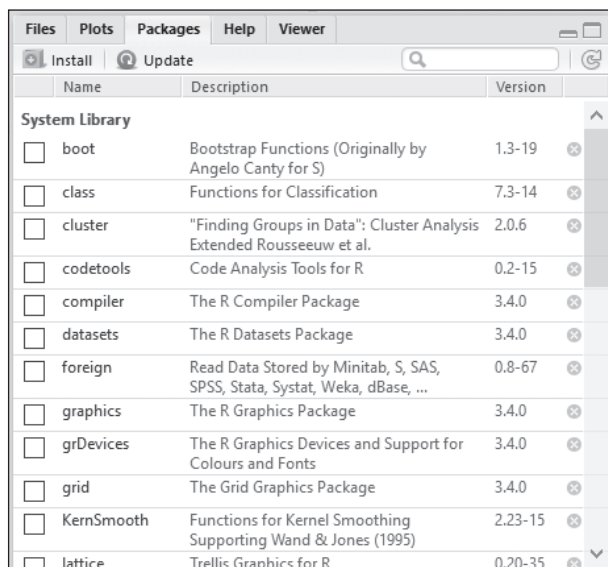 Files Plots Packages Help Viewer
Install Update
Name Description Version
System Library
boot Bootstrap Functions (Originally by 1.3-19
Angelo Canty for S)
class Functions for Classification 7.3-14
cluster "Finding Groups in Data": Cluster Analysis 2.0.6
Extended Rousseeuw et al.
codetools Code Analysis Tools for R 0.2-15
compiler The R Compiler Package 3.4.0
datasets The R Datasets Package 3.4.0
foreign Read Data Stored by Minitab, S, SAS, 0.8-67
SPSS, Stata, Systat, Weka, dBase, ...
graphics The R Graphics Package 3.4.0
grDevices The R Graphics Devices and Support for 3.4.0
Colours and Fonts
grid The Grid Graphics Package 3.4.0
KernSmooth Functions for Kernel Smoothing 2.23-15
Supporting Wand & Jones (1995)
lattice Trellis Graphics for R 0.20-35